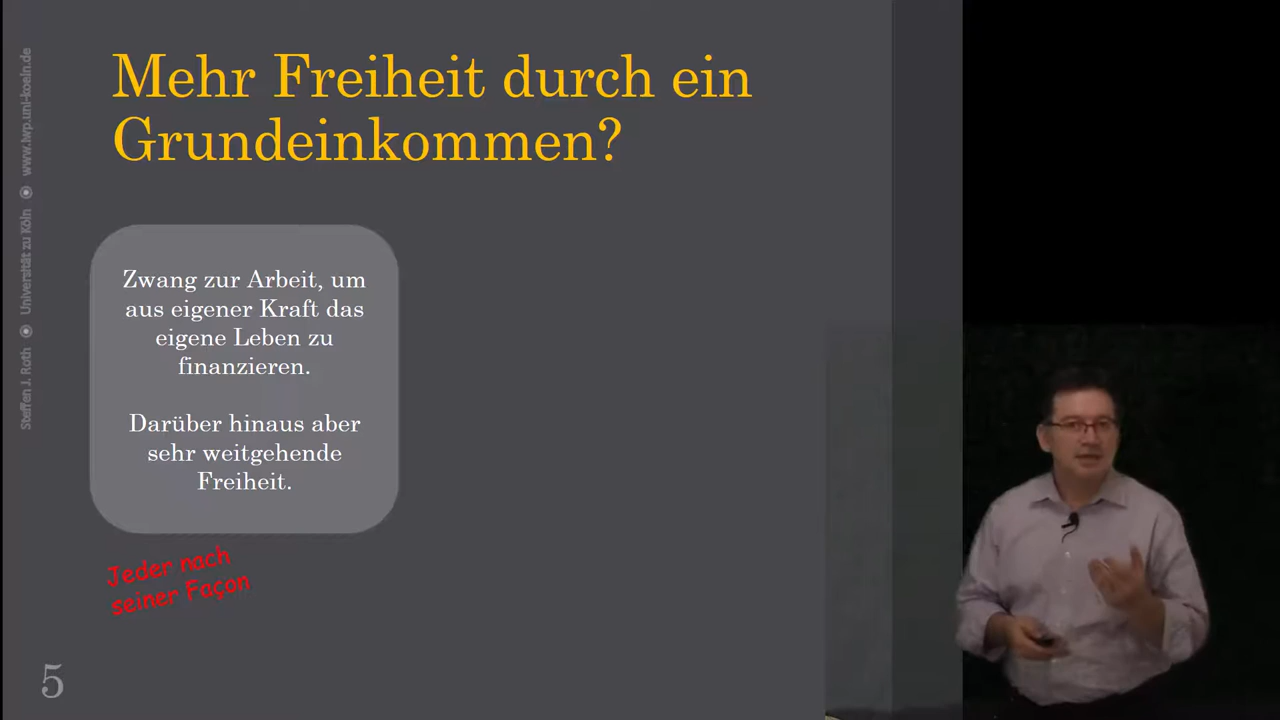 Mehr Freiheit durch ein
Grundeinkommen?
Zwang zur Arbeit, um
aus eigener Kraft das
eigene Leben zu
finanzieren.
Darüber hinaus aber
sehr weitgehende
Freiheit.
Jeder nach
seiner Façon
5
Steffen J. Roth ◉ Universität zu Köln ◉ www.iwp.uni-koeln.de